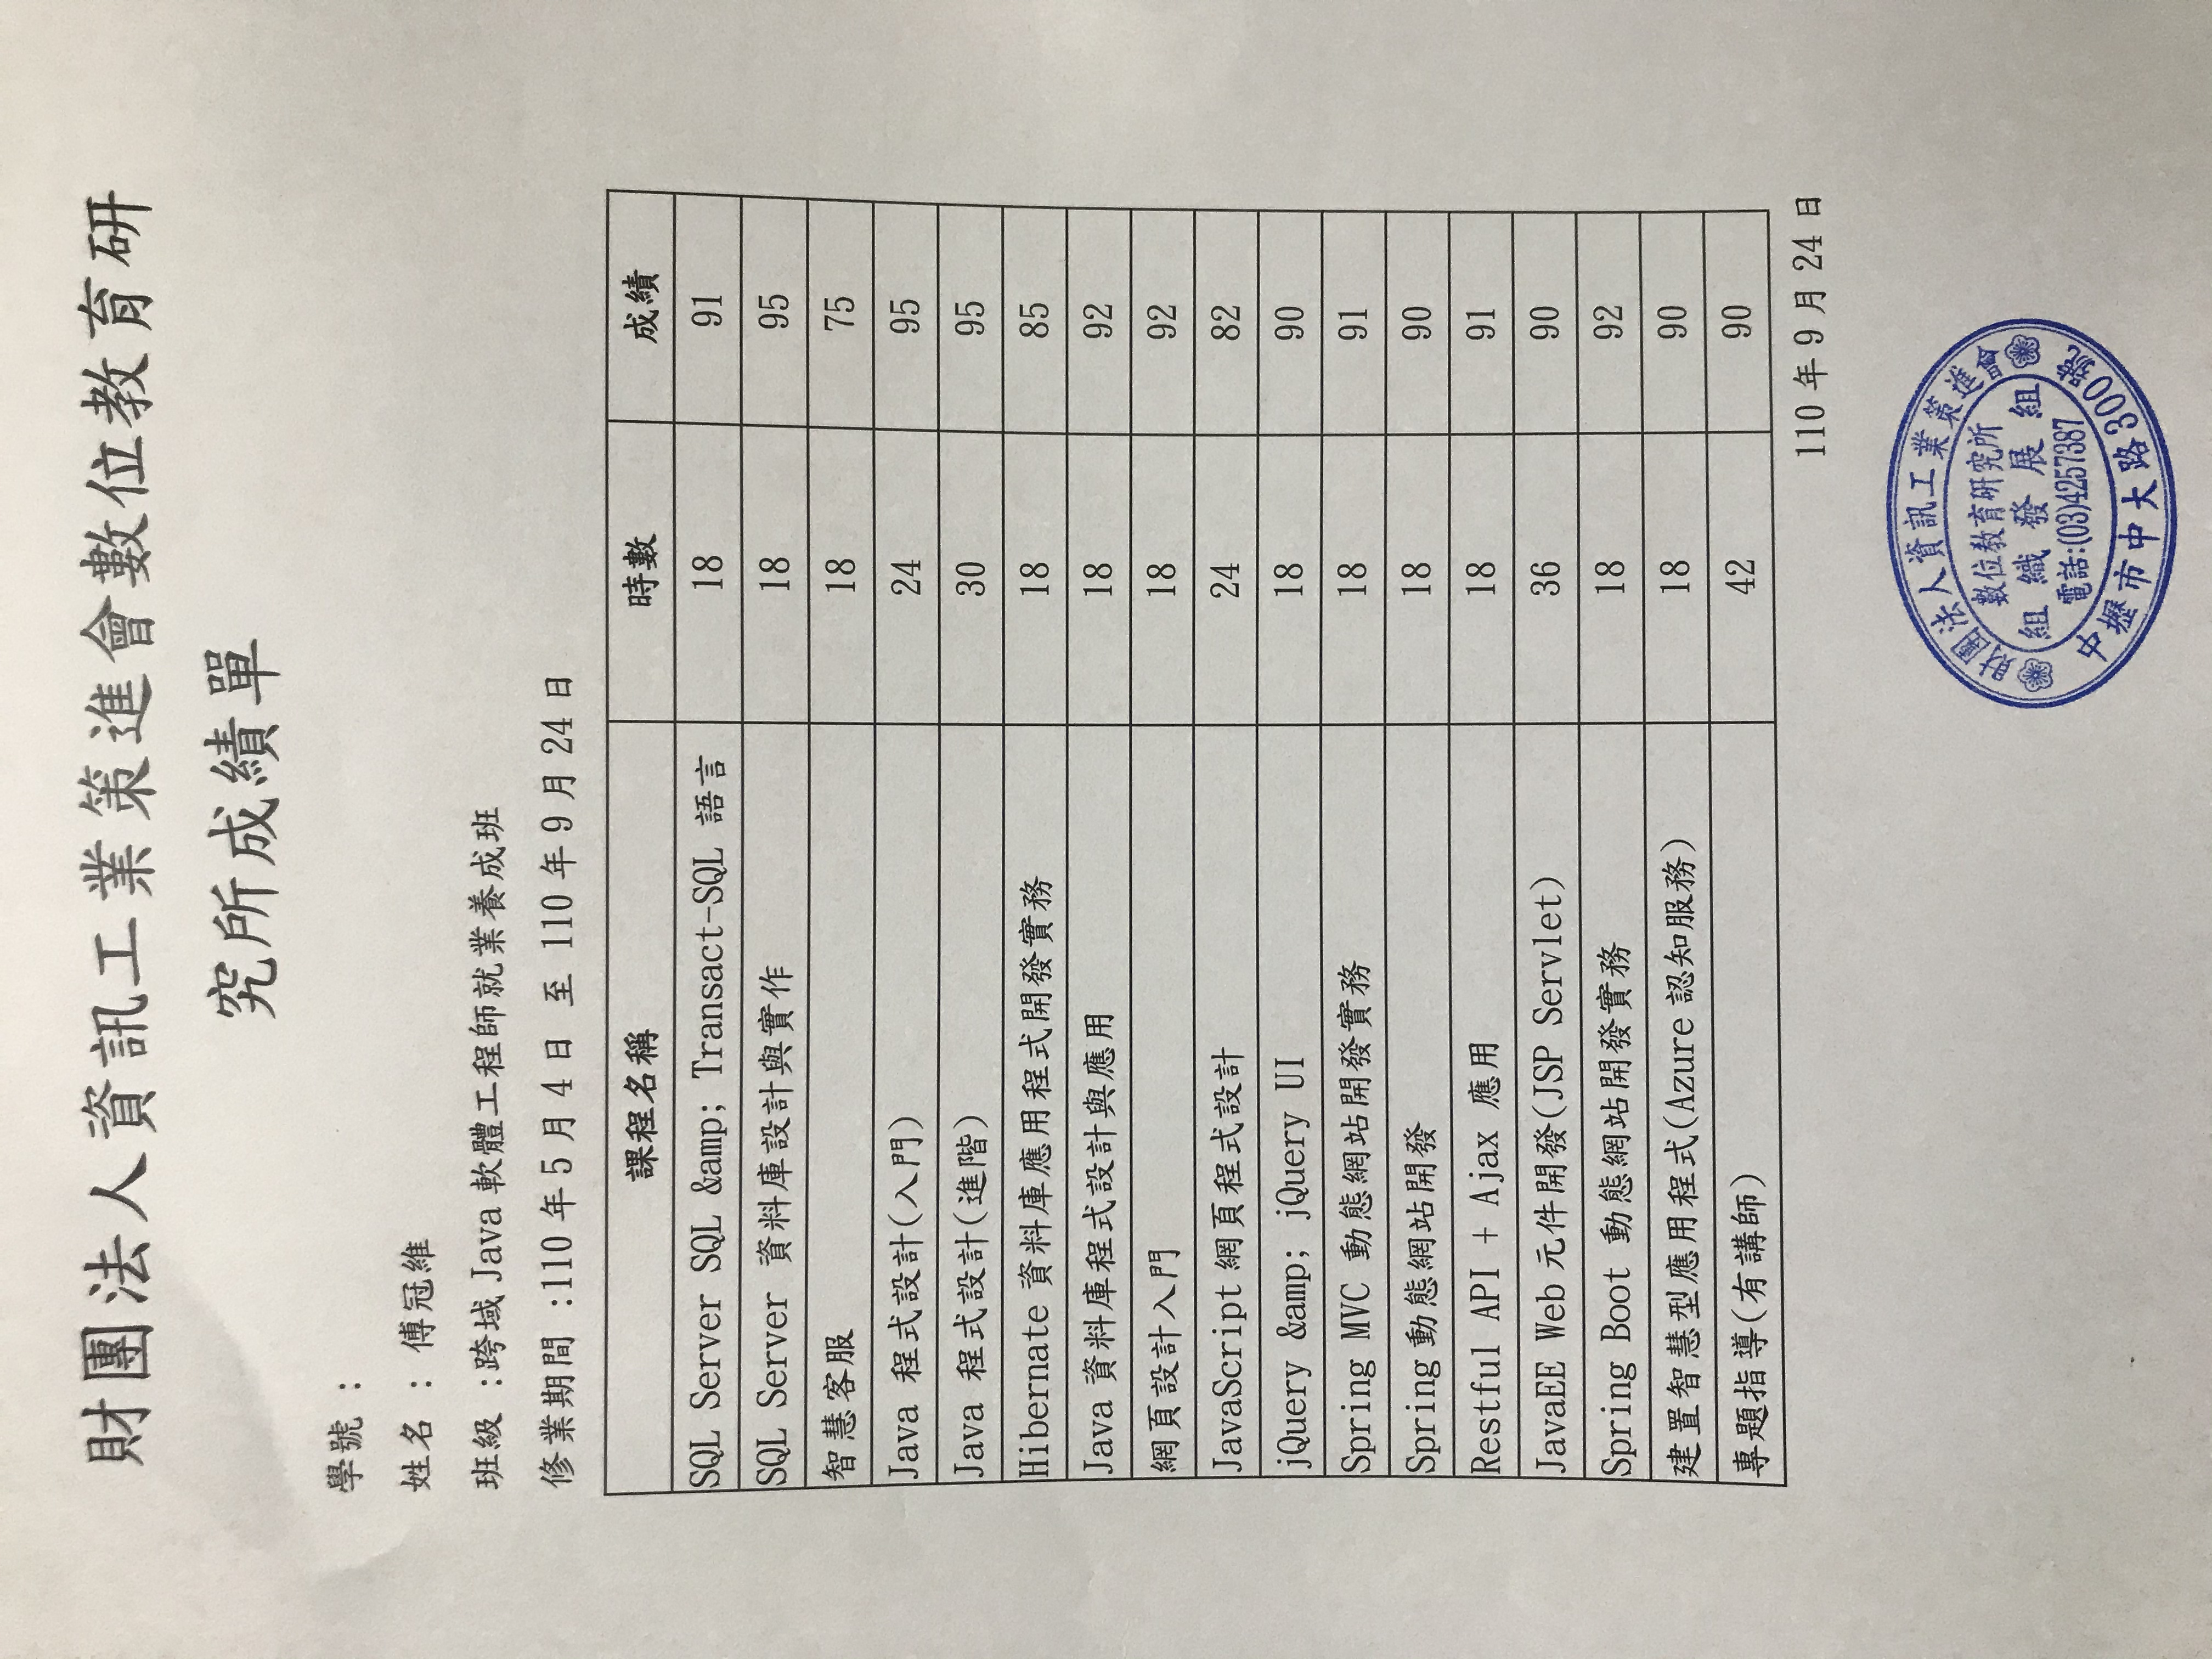 財團法人資訊工業策進會數位教育研
究所成績單
學號 :
姓名 : 傅冠維
班級 :跨域 Java 軟體工程師就業養成班
修業期間 :110 年 5 月 4 日 至 110 年 9 月 24 日
課程名稱 時數 成績
SQL Server SQL &amp; Transact-SQL 語言 18 91
SQL Server 資料庫設計與實作 18 95
智慧客服 18 75
Java 程式設計(入門) 24 95
Java 程式設計(進階) 30 95
Hibernate 資料庫應用程式開發實務 18 85
Java 資料庫程式設計與應用 18 92
網頁設計入門 18 92
JavaScript 網頁程式設計 24 82
jQuery &amp; jQuery UI 18 90
Spring MVC 動態網站開發實務 18 91
Spring 動態網站開發 18 90
Restful API + Ajax 應用 18 91
JavaEE Web 元件開發(JSP Servlet) 36 90
Spring Boot 動態網站開發實務 18 92
建置智慧型應用程式(Azure 認知服務) 18 90
專題指導(有講師) 42 90
110 年 9 月 24 日
財團法人資訊工業策進會
數位教育研究所
組織發展組
電話:(03)4257387
中壢市中大路300號